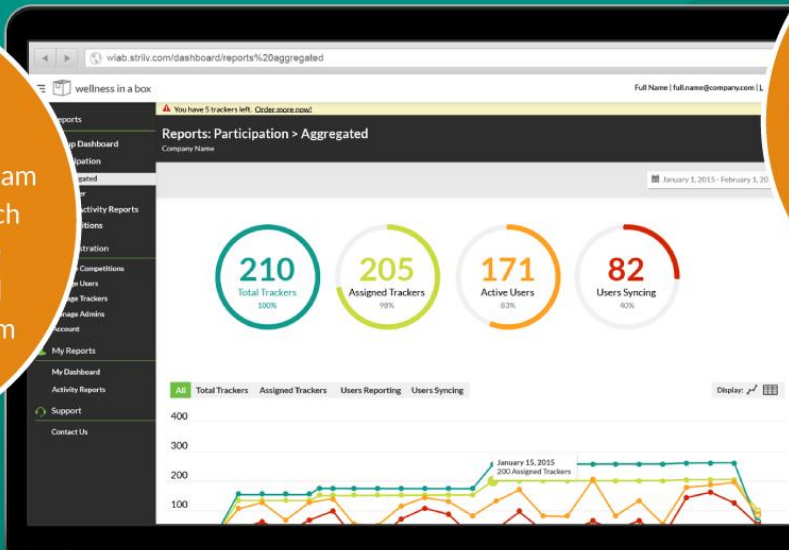 wlab.striiv.com/dashboard/reports%20aggregated
wellness in a box
Full Name | full.name@company.com | L
You have 5 trackers left. Order more now!
Reports: Participation > Aggregated
Company Name
January 1, 2015 - February 1, 20
eports
p Dashboard
ipation
gated
er
ctivity Reports
itions
stration
Competitions
ge Users
age Trackers
nage Admins
Account
My Reports
My Dashboard
Activity Reports
Support
Contact Us
am
ch
m
210
Total Trackers
100%
205
Assigned Trackers
98%
171
Active Users
83%
82
Users Syncing
40%
All Total Trackers Assigned Trackers Users Reporting Users Syncing
Display:
400
300
200
100
January 15, 2015
200 Assigned Trackers